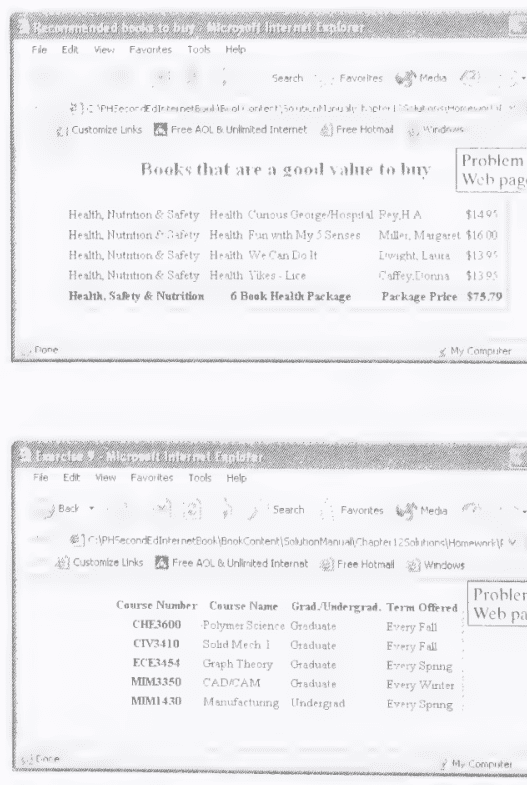 Recommended books to buy - Microsoft Internet Explorer
File Edit View Favorites Tools Help
Search Favorites Media
Customize Links Free AOL & Unlimited Internet Free Hotmail Windows
Books that are a good value to buy
Problem
Web page
Health, Nutrition & Safety Health Curious George/Hospital Rey,H.A $14.95
Health, Nutrition & Safety Health Fun with My 5 Senses Miller, Margaret $16.00
Health, Nutrition & Safety Health We Can Do It Dwight, Laura $13.95
Health, Nutrition & Safety Health Yikes - Lice Caffey,Donna $13.95
Health, Safety & Nutrition 6 Book Health Package Package Price $75.79
Done My Computer
Exercise 9 - Microsoft Internet Explorer
File Edit View Favorites Tools Help
Back Search Favorites Media
C:\PHSecondEdInternetBook\BookContent\SolutionManual\Chapter12Solutions\Homework\F
Customize Links Free AOL & Unlimited Internet Free Hotmail Windows
Problem
Web pa
Course Number Course Name Grad./Undergrad. Term Offered
CHE3600 Polymer Science Graduate Every Fall
CIV3410 Solid Mech 1 Graduate Every Fall
ECE3454 Graph Theory Graduate Every Spring
MIM3350 CAD/CAM Graduate Every Winter
MIM1430 Manufacturing Undergrad Every Spring
Done My Computer